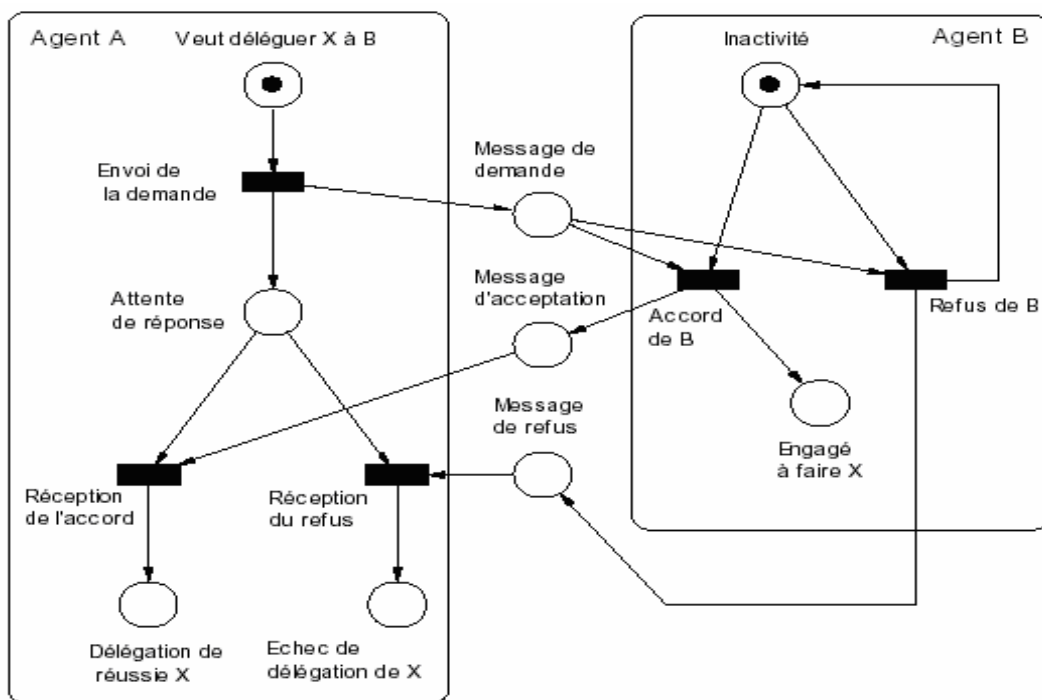 Agent A
Veut déléguer X à B
Inactivité
Agent B
Envoi de
la demande
Message de
demande
Attente
de réponse
Message
d'acceptation
Accord
de B
Refus de B
Message
de refus
Engagé
à faire X
Réception
de l'accord
Réception
du refus
Délégation de
réussie X
Echec de
délégation de X